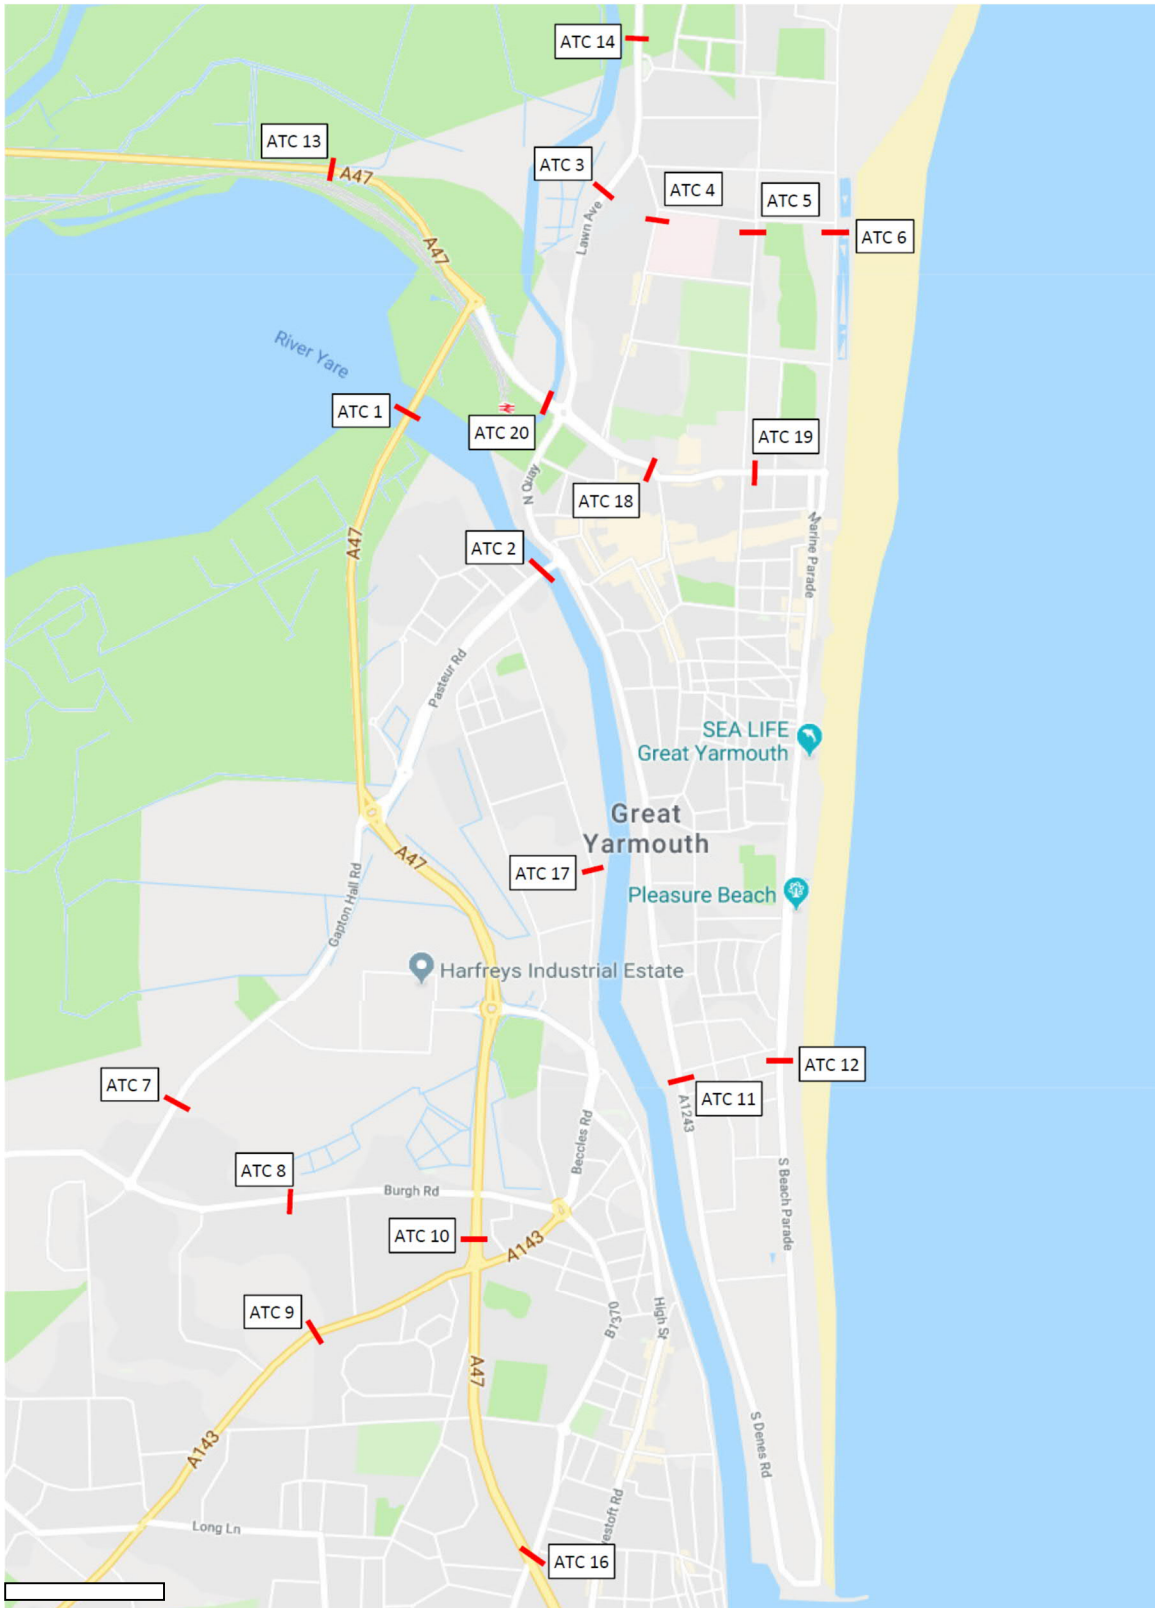 ATC 14
ATC 13
A47
ATC 3
ATC 4
ATC 5
ATC 6
Lawn Ave
A47
River Yare
ATC 1
ATC 20
ATC 19
N Quay
ATC 18
Marine Parade
A47
ATC 2
Pasteur Rd
SEA LIFE
Great Yarmouth
Great
Yarmouth
A47
ATC 17
Pleasure Beach
Gapton Hall Rd
Harfreys Industrial Estate
ATC 12
ATC 7
ATC 11
A1243
Beccles Rd
ATC 8
Burgh Rd
S Beach Parade
ATC 10
A143
ATC 9
B1370
High St
A47
A143
S Denes Rd
Long Ln
estoft Rd
ATC 16